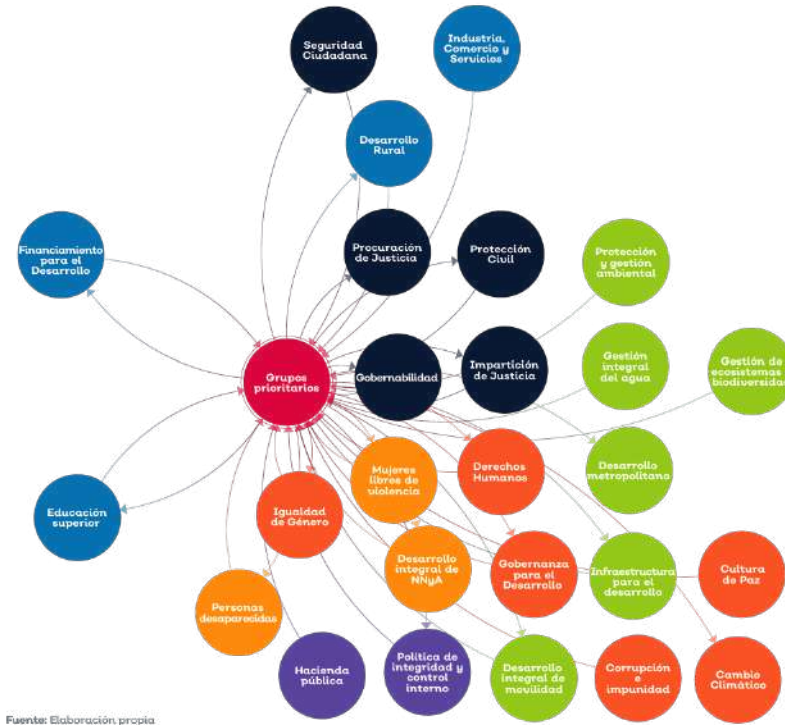 Seguridad
Ciudadana
Industria,
Comercio y
Servicios
Desarrollo
Rural
Financiamiento
para el
Desarrollo
Procuración
de Justicia
Protección
Civil
Protección
y gestión
ambiental
Grupos
prioritarios
Gobernabilidad
Impartición
de Justicia
Gestión
integral
del agua
Gestión de
ecosistemas
biodiversidad
Mujeres
libres de
violencia
Derechos
Humanos
Desarrollo
metropolitano
Educación
superior
Igualdad
de Género
Desarrollo
integral de
NNyA
Gobernanza
para el
Desarrollo
Infraestructura
para el
desarrollo
Cultura
de Paz
Personas
desaparecidas
Hacienda
pública
Política de
integridad y
control
interno
Desarrollo
integral de
movilidad
Corrupción
e
impunidad
Cambio
Climático
Fuente: Elaboración propia